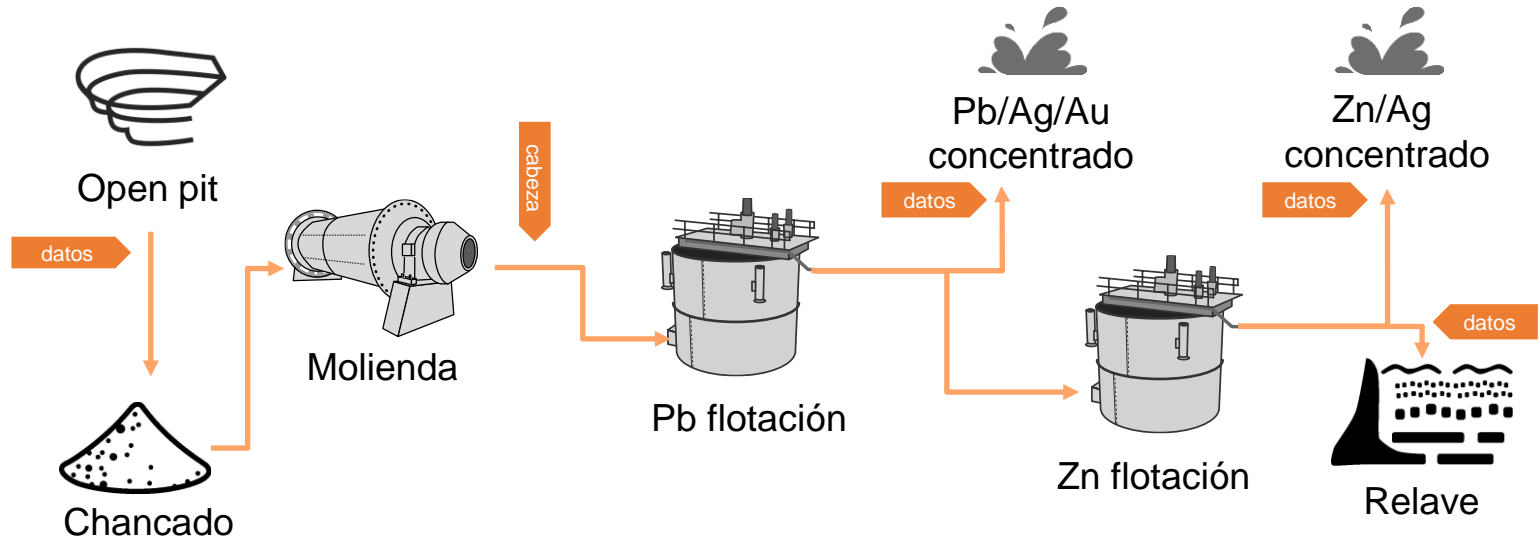 Open pit
datos
Chancado
Molienda
cabeza
Pb flotación
Pb/Ag/Au
concentrado
datos
Zn flotación
Zn/Ag
concentrado
datos
datos
Relave